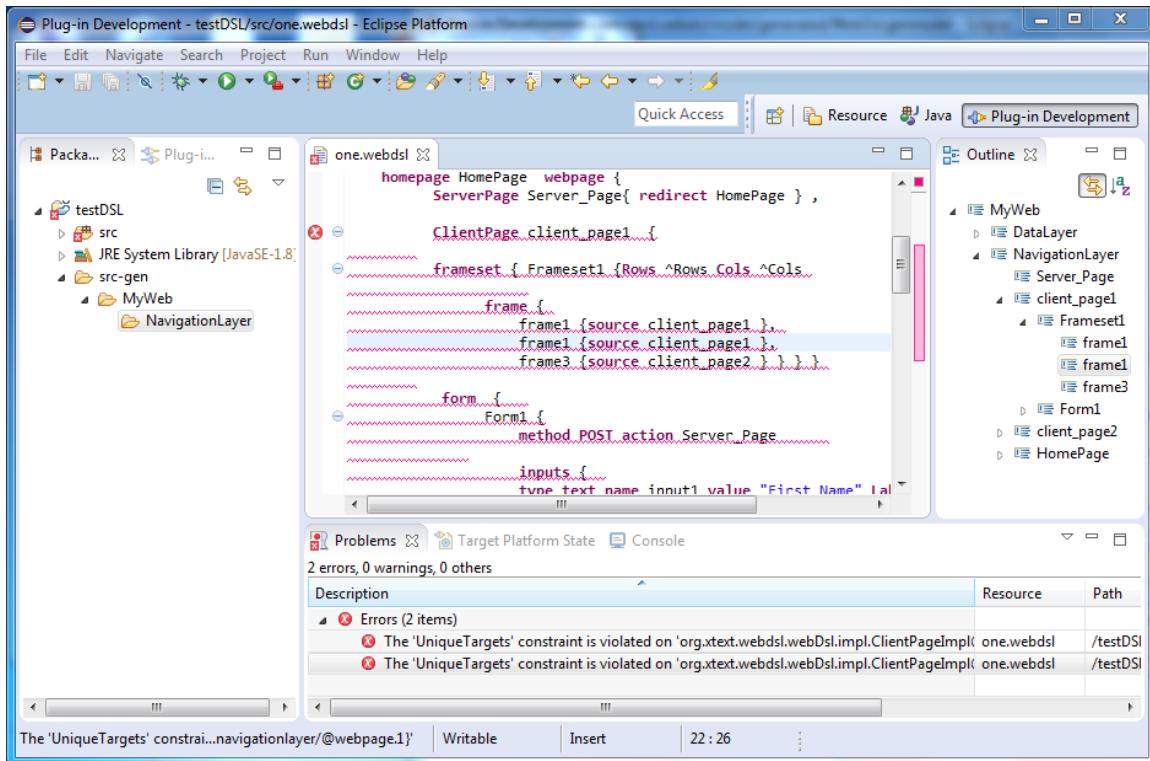 Plug-in Development - testDSL/src/one.webdsl - Eclipse Platform
File Edit Navigate Search Project Run Window Help
Quick Access Resource Java Plug-in Development
Packa... Plug-i...
testDSL
src
JRE System Library [JavaSE-1.8]
src-gen
MyWeb
NavigationLayer
one.webdsl
homepage HomePage webpage {
ServerPage Server_Page{ redirect HomePage } ,
ClientPage client_page1 {
frameset { Frameset1 {Rows ^Rows Cols ^Cols
frame {
frame1 {source client_page1 },
frame1 {source client_page1 },
frame3 {source client_page2 } } } }
form {
Form1 {
method POST action Server_Page
inputs {
type text name input1 value "First Name" Lal
Outline
MyWeb
DataLayer
NavigationLayer
Server_Page
client_page1
Frameset1
frame1
frame1
frame3
Form1
client_page2
HomePage
Problems Target Platform State Console
2 errors, 0 warnings, 0 others
Description Resource Path
Errors (2 items)
The 'UniqueTargets' constraint is violated on 'org.xtext.webdsl.webDsl.impl.ClientPageImpl( one.webdsl /testDSl
The 'UniqueTargets' constraint is violated on 'org.xtext.webdsl.webDsl.impl.ClientPageImpl( one.webdsl /testDSl
The 'UniqueTargets' constrai...navigationlayer/@webpage.1}' Writable Insert 22 : 26